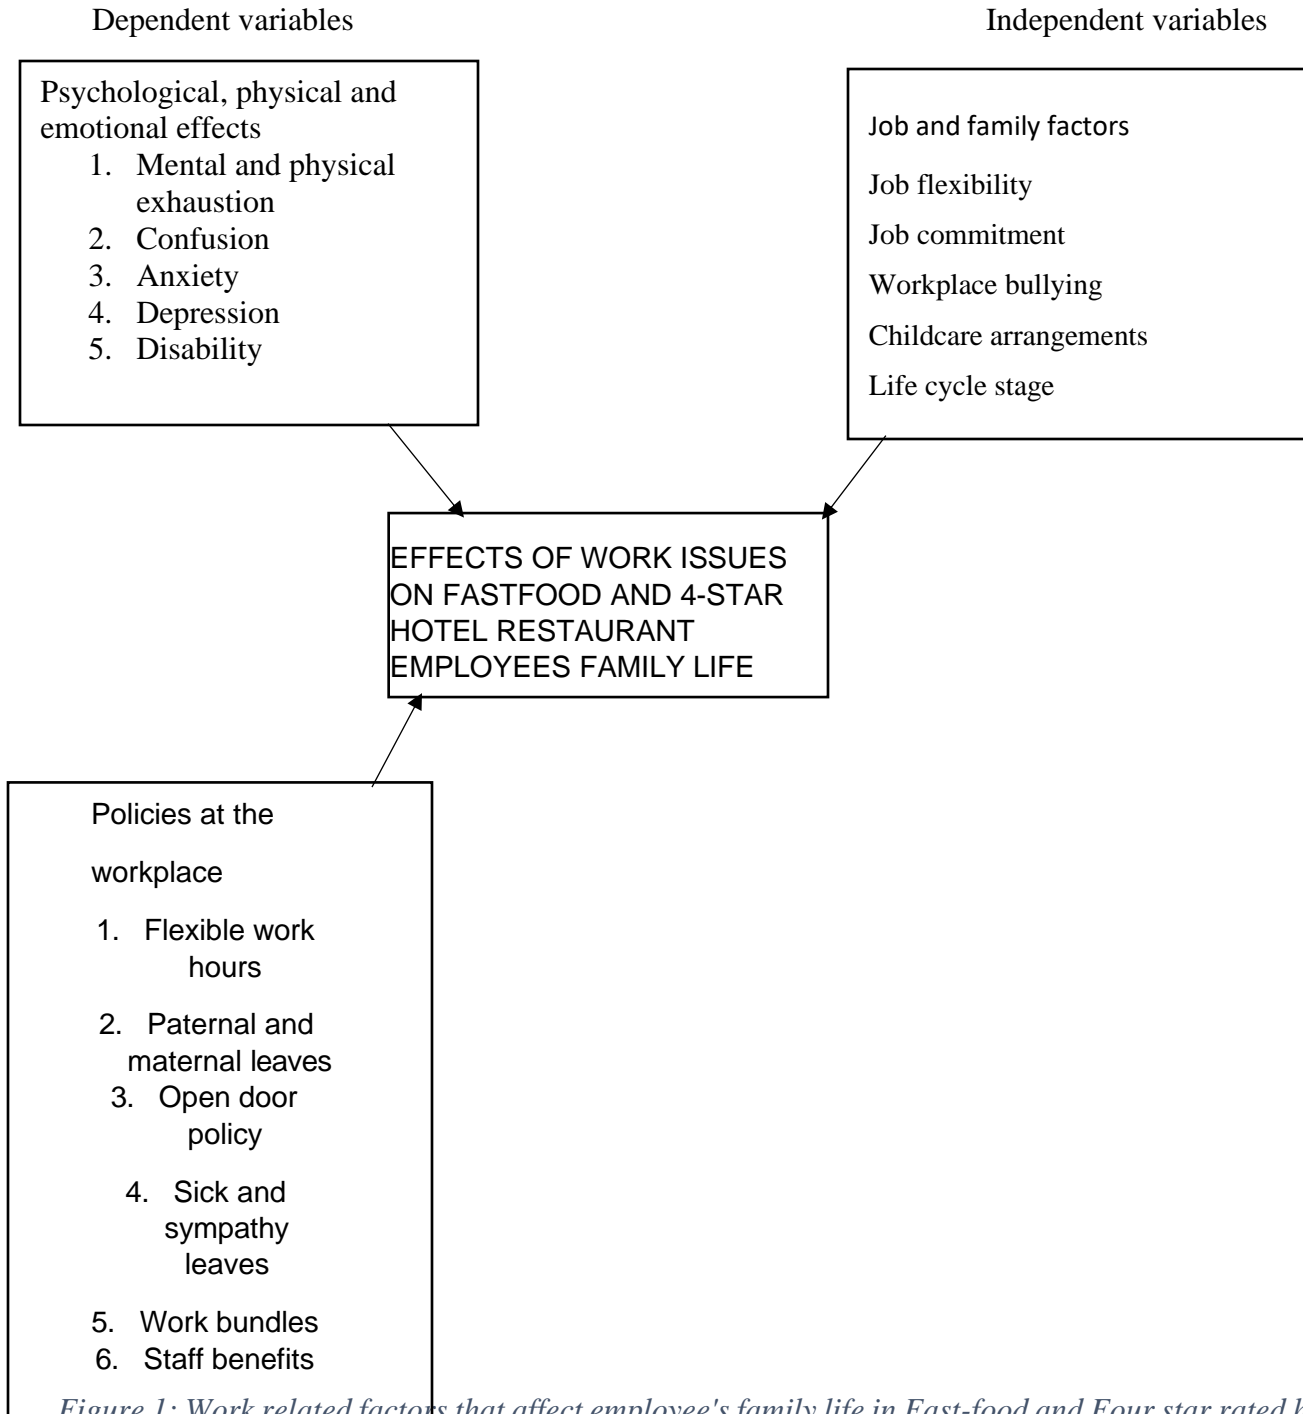 Dependent variables
Independent variables
Psychological, physical and
emotional effects
1. Mental and physical
exhaustion
2. Confusion
3. Anxiety
4. Depression
5. Disability
Job and family factors
Job flexibility
Job commitment
Workplace bullying
Childcare arrangements
Life cycle stage
EFFECTS OF WORK ISSUES
ON FASTFOOD AND 4-STAR
HOTEL RESTAURANT
EMPLOYEES FAMILY LIFE
Policies at the
workplace
1. Flexible work
hours
2. Paternal and
maternal leaves
3. Open door
policy
4. Sick and
sympathy
leaves
5. Work bundles
6. Staff benefits
Figure 1: Work related factors that affect employee's family life in Fast-food and Four star rated